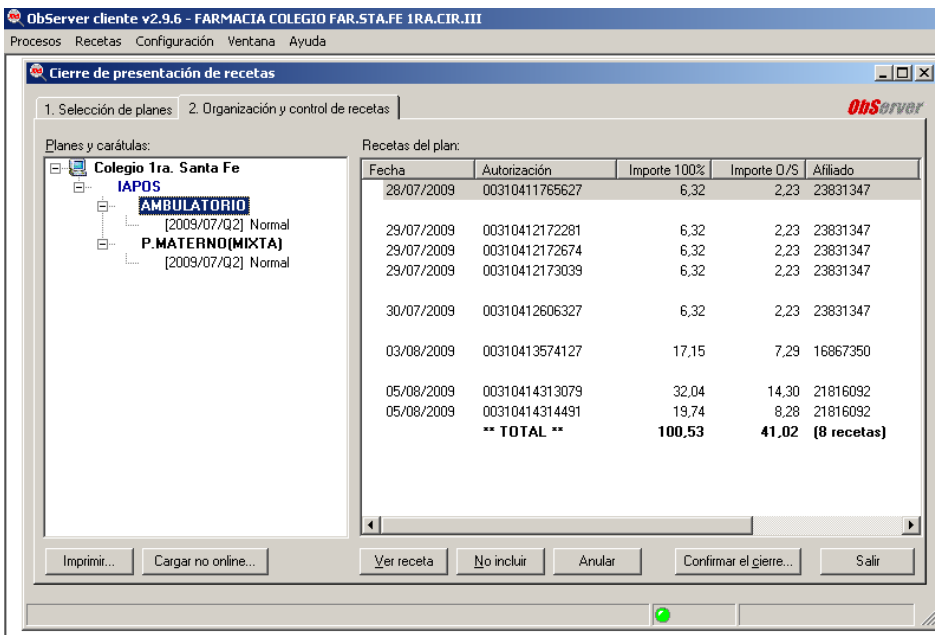 ObServer cliente v2.9.6 - FARMACIA COLEGIO FAR.STA.FE 1RA.CIR.III
Procesos Recetas Configuración Ventana Ayuda
Cierre de presentación de recetas
1. Selección de planes 2. Organización y control de recetas
ObServer
Planes y carátulas:
Colegio 1ra. Santa Fe
IAPOS
AMBULATORIO
[2009/07/Q2] Normal
P.MATERNO(MIXTA)
[2009/07/Q2] Normal
Recetas del plan:
Fecha Autorización Importe 100% Importe O/S Afiliado
28/07/2009 00310411765627 6,32 2,23 23831347
29/07/2009 00310412172281 6,32 2,23 23831347
29/07/2009 00310412172674 6,32 2,23 23831347
29/07/2009 00310412173039 6,32 2,23 23831347
30/07/2009 00310412606327 6,32 2,23 23831347
03/08/2009 00310413574127 17,15 7,29 16867350
05/08/2009 00310414313079 32,04 14,30 21816092
05/08/2009 00310414314491 19,74 8,28 21816092
** TOTAL ** 100,53 41,02 (8 recetas)
Imprimir... Cargar no online... Ver receta No incluir Anular Confirmar el cierre... Salir